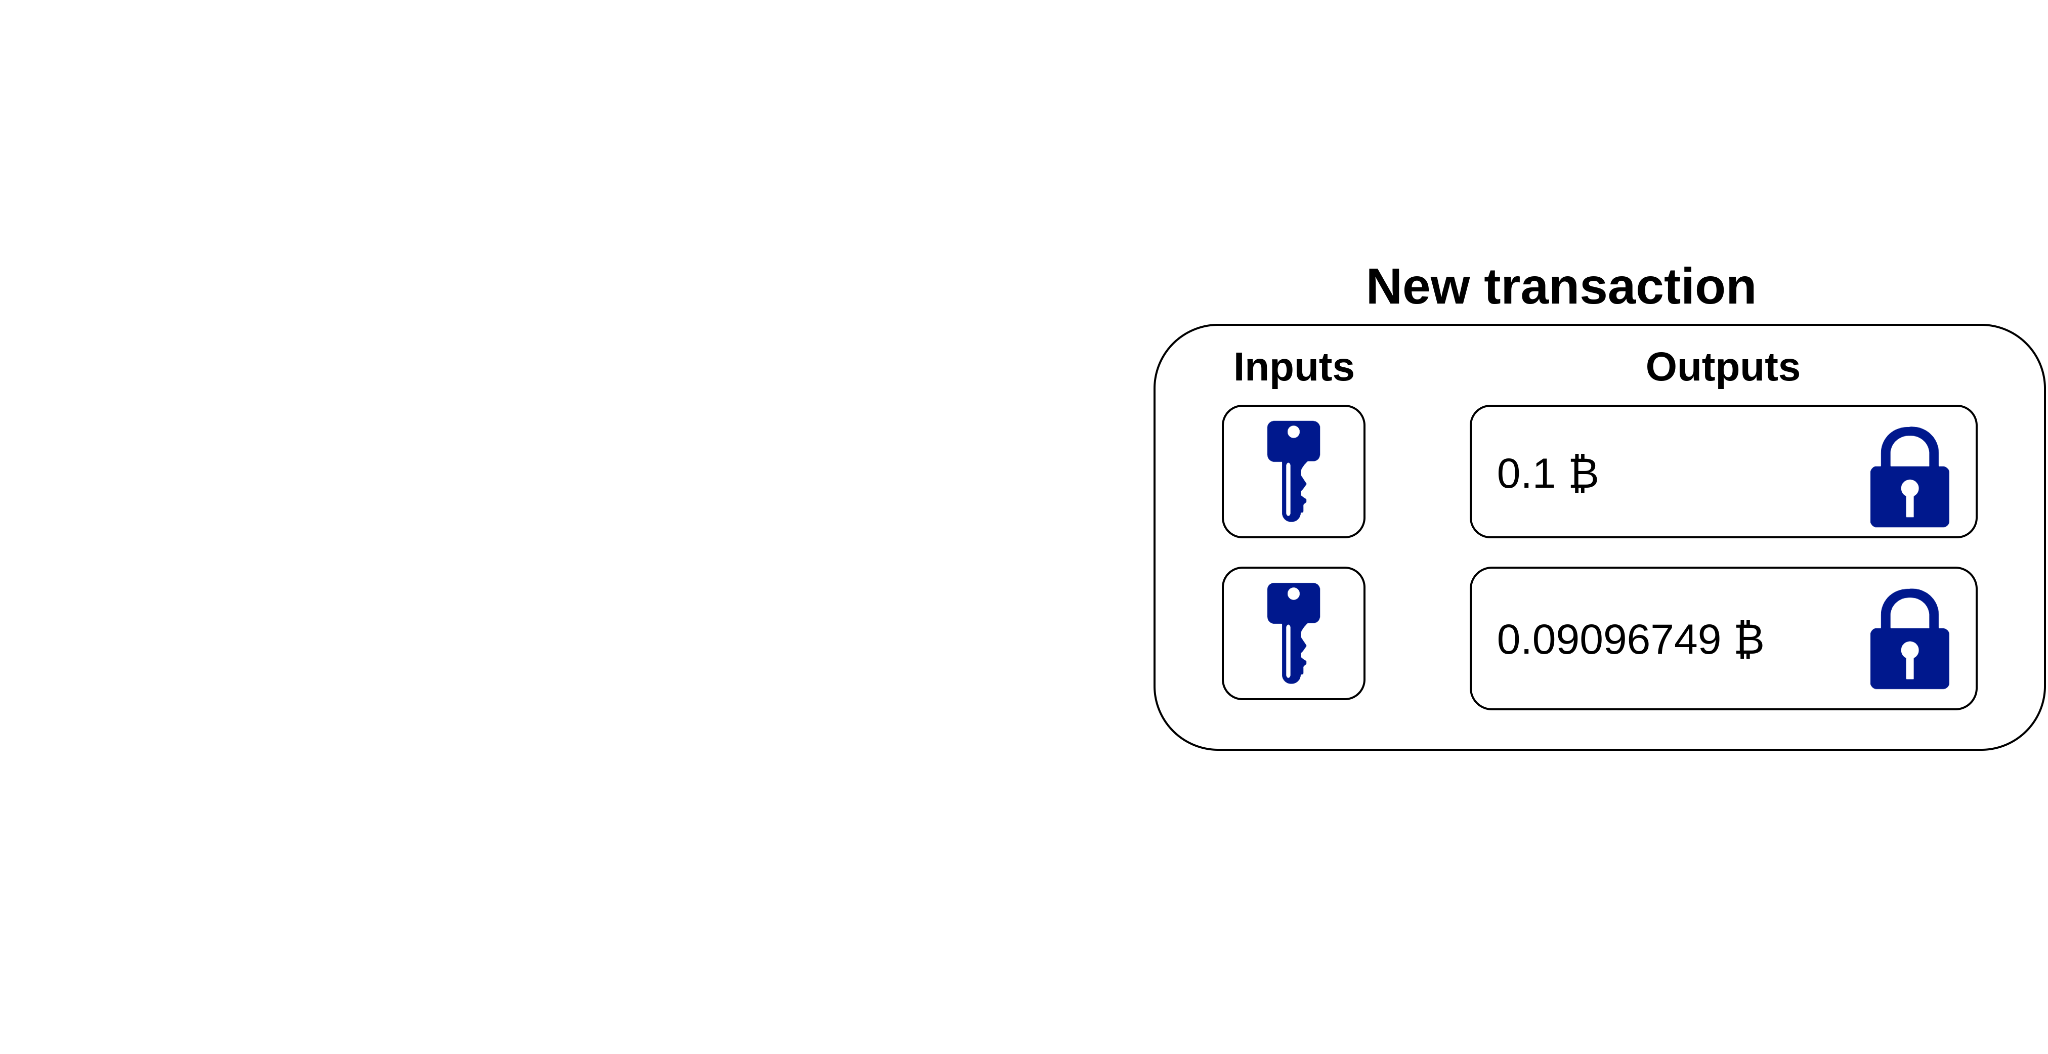 New transaction
Inputs
Outputs
0.1 ₿
0.09096749 ₿